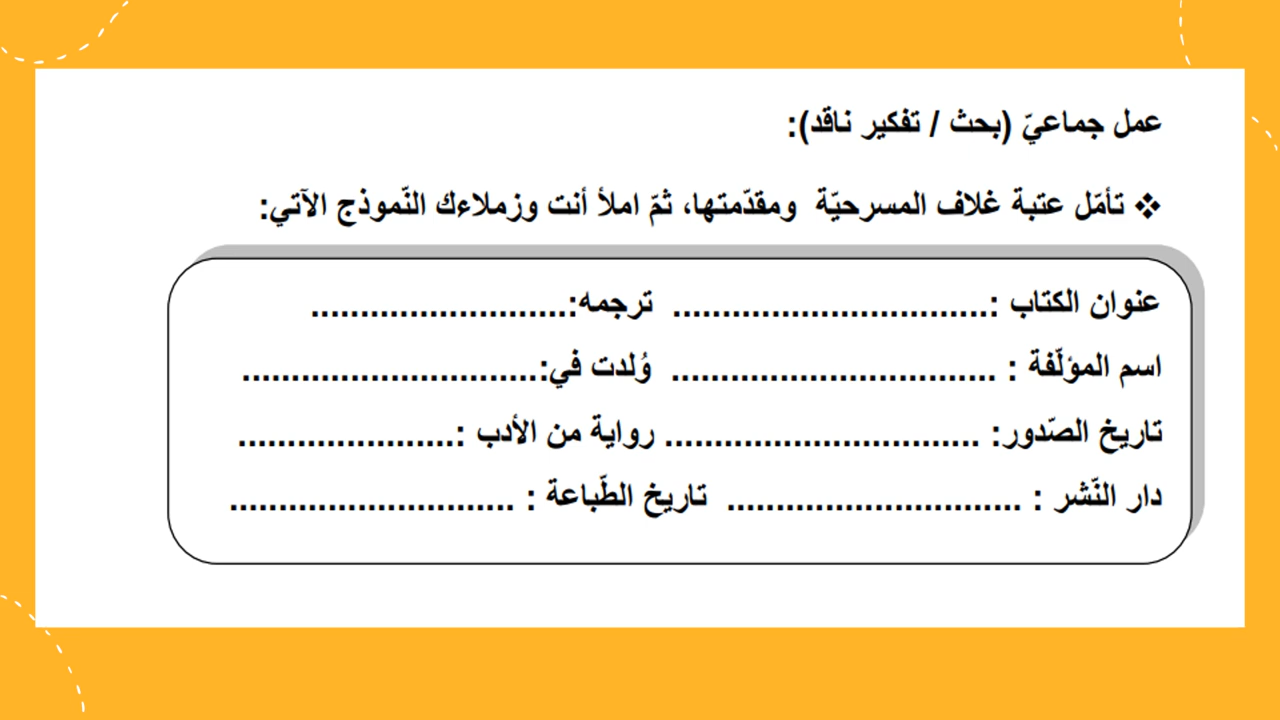 عمل جماعيّ (بحث / تفكير ناقد):
❖ تأمّل عتبة غلاف المسرحيّة ومقدّمتها، ثمّ املأ أنت وزملاءك النّموذج الآتي:
عنوان الكتاب :................................ ترجمه:..........................
اسم المؤلّفة : ................................. وُلدت في:..............................
تاريخ الصّدور: ................................ رواية من الأدب :......................
دار النّشر : .............................. تاريخ الطّباعة : .............................